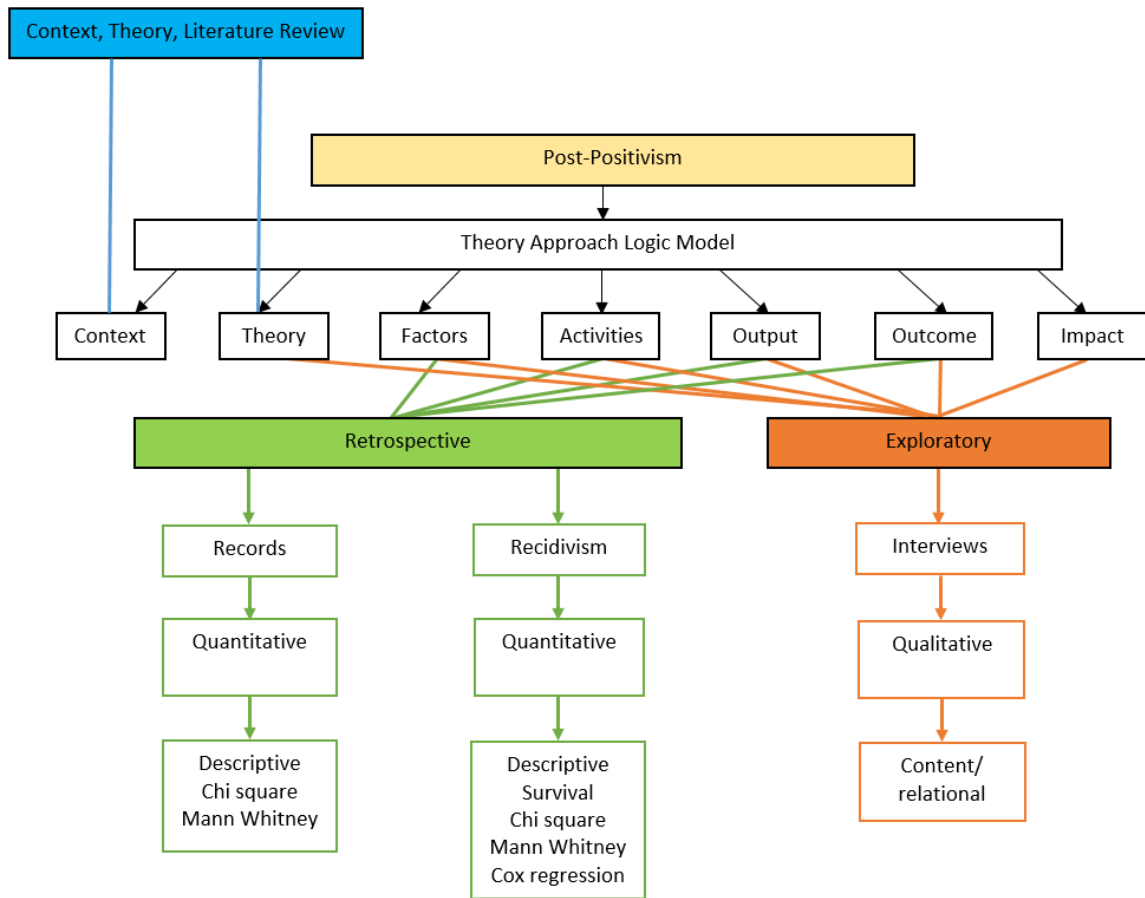 Context, Theory, Literature Review
Post-Positivism
Theory Approach Logic Model
Context
Theory
Factors
Activities
Output
Outcome
Impact
Retrospective
Exploratory
Records
Recidivism
Interviews
Quantitative
Quantitative
Qualitative
Descriptive
Chi square
Mann Whitney
Descriptive
Survival
Chi square
Mann Whitney
Cox regression
Content/
relational